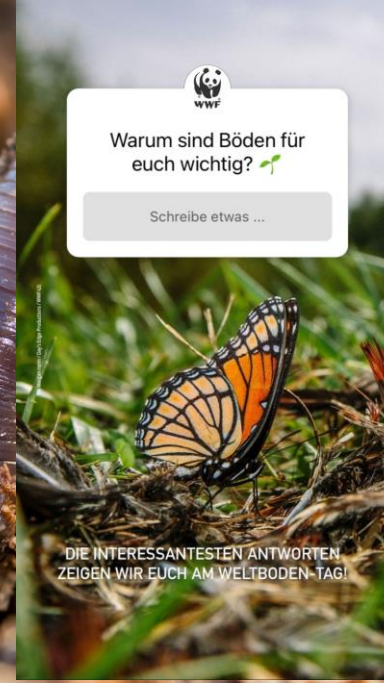 WWF
Warum sind Böden für
euch wichtig? 🌱
Schreibe etwas ...
DIE INTERESSANTESTEN ANTWORTEN
ZEIGEN WIR EUCH AM WELTBODEN-TAG!